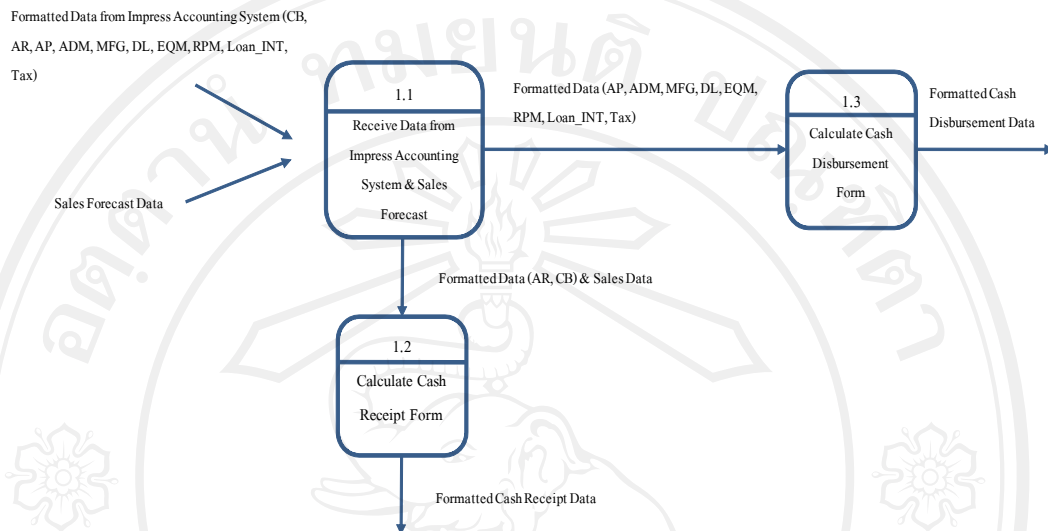 Formatted Data from Impress Accounting System (CB,
AR, AP, ADM, MFG, DL, EQM, RPM, Loan_INT,
Tax)
Sales Forecast Data
1.1
Receive Data from
Impress Accounting
System & Sales
Forecast
Formatted Data (AP, ADM, MFG, DL, EQM,
RPM, Loan_INT, Tax)
1.3
Calculate Cash
Disbursement
Form
Formatted Cash
Disbursement Data
Formatted Data (AR, CB) & Sales Data
1.2
Calculate Cash
Receipt Form
Formatted Cash Receipt Data